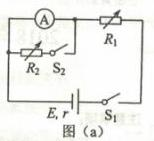 A
R₂
S₂
R₁
E, r
S₁
图（a）